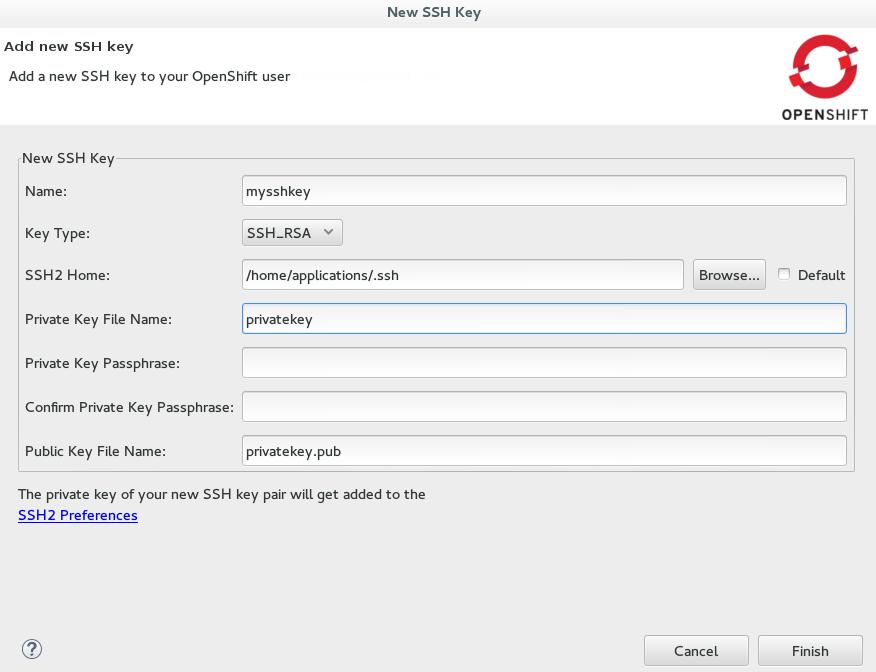 New SSH Key
Add new SSH key
Add a new SSH key to your OpenShift user
OPENSHIFT
New SSH Key
Name: mysshkey
Key Type: SSH_RSA
SSH2 Home: /home/applications/.ssh Browse... Default
Private Key File Name: privatekey
Private Key Passphrase:
Confirm Private Key Passphrase:
Public Key File Name: privatekey.pub
The private key of your new SSH key pair will get added to the
SSH2 Preferences
? Cancel Finish